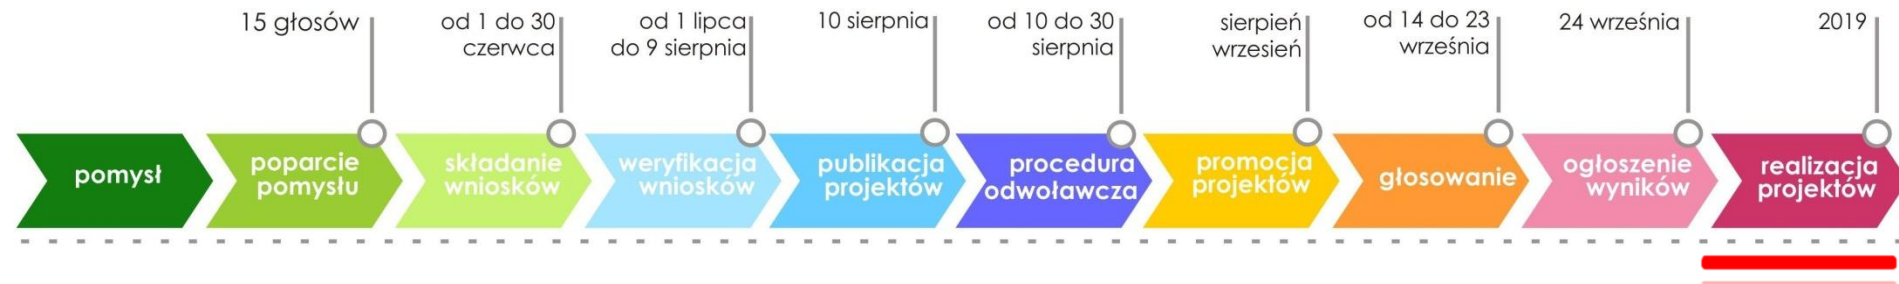 15 głosów
od 1 do 30
czerwca
od 1 lipca
do 9 sierpnia
10 sierpnia
od 10 do 30
sierpnia
sierpień
wrzesień
od 14 do 23
września
24 września
2019
pomysł
poparcie
pomysłu
składanie
wniosków
weryfikacja
wniosków
publikacja
projektów
procedura
odwoławcza
promocja
projektów
głosowanie
ogłoszenie
wyników
realizacja
projektów